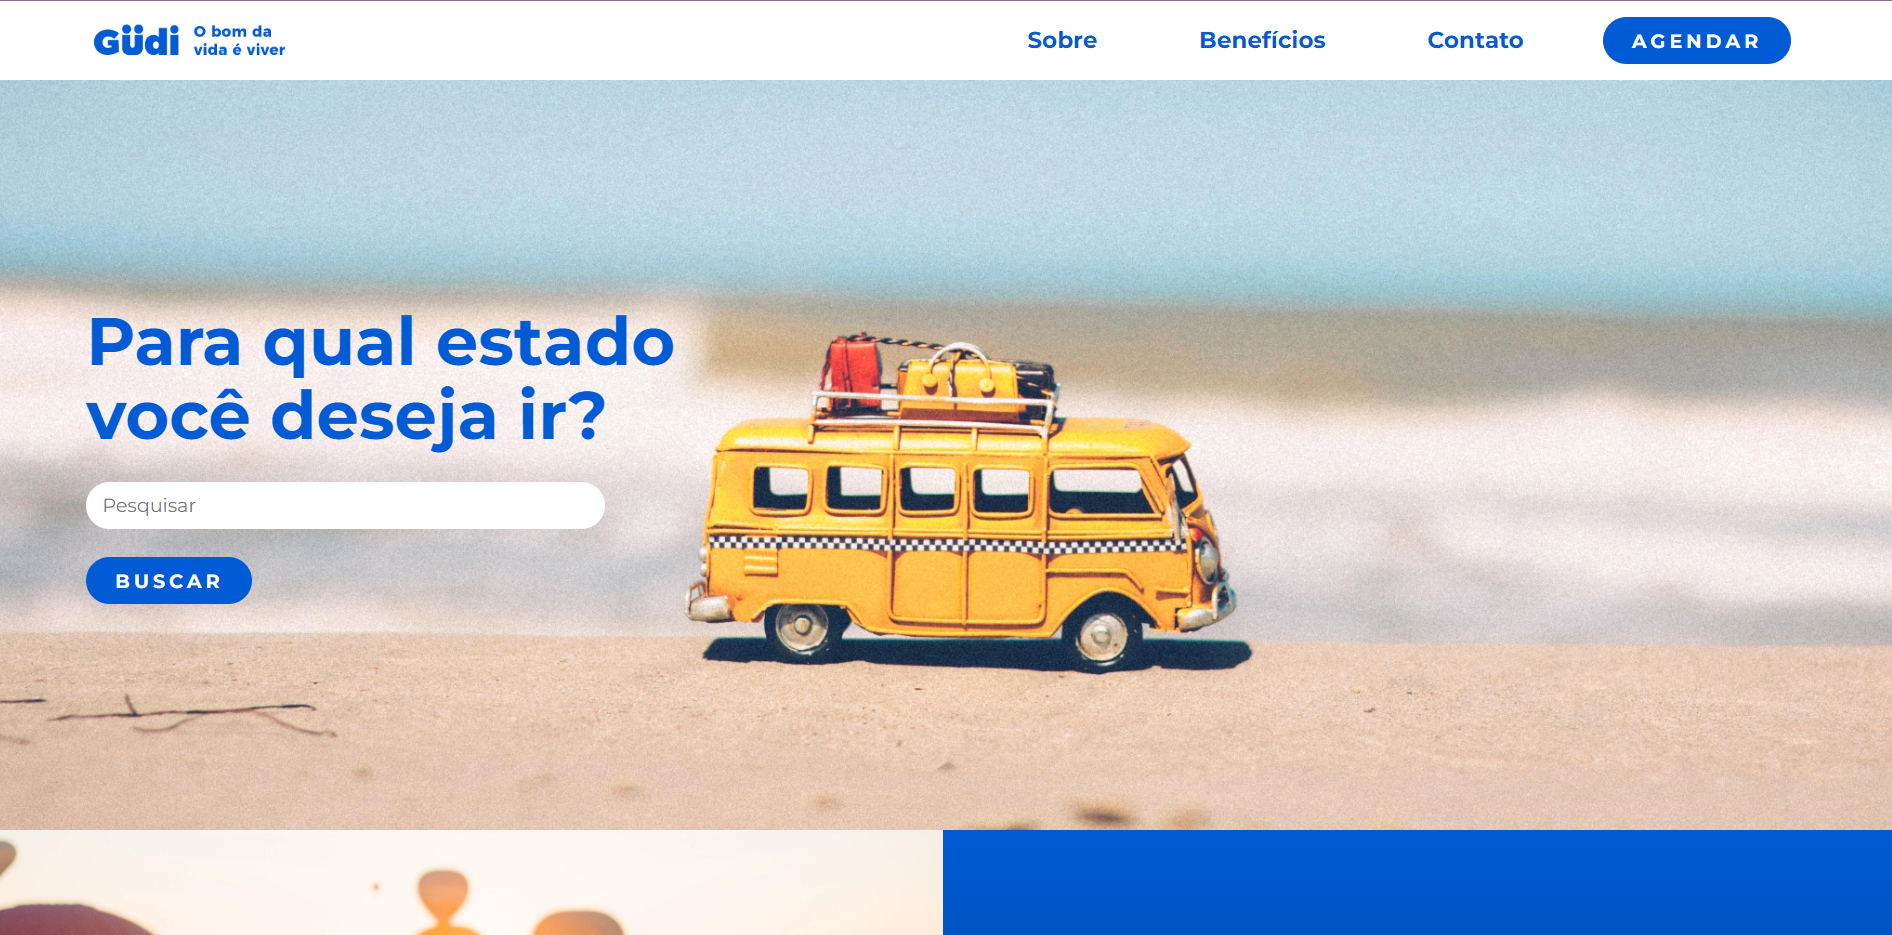 Güdi
O bom da
vida é viver
Sobre
Benefícios
Contato
AGENDAR
Para qual estado
você deseja ir?
Pesquisar
BUSCAR